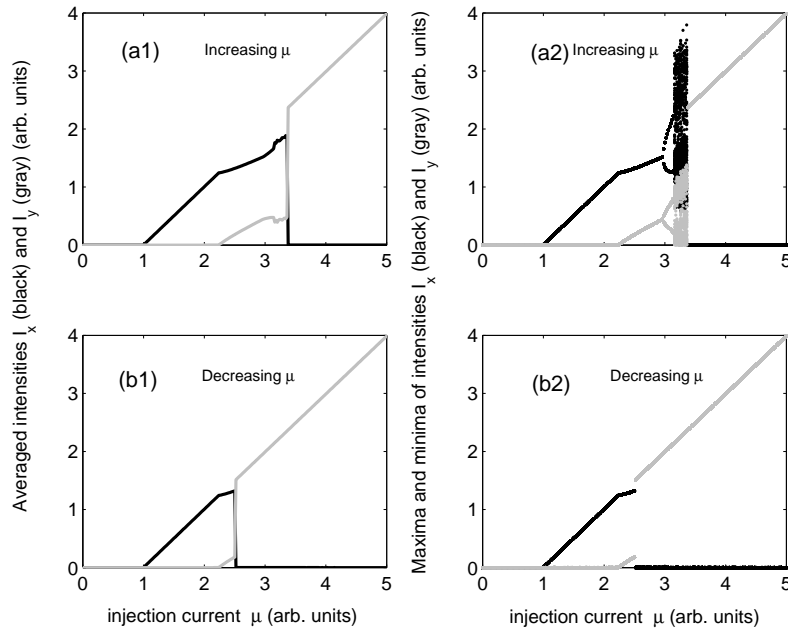 Averaged intensities I_x (black) and I_y (gray) (arb. units)
(a1)
Increasing μ
4
3
2
1
0
0 1 2 3 4 5
Maxima and minima of intensities I_x (black) and I_y (gray) (arb. units)
(a2)
Increasing μ
4
3
2
1
0
0 1 2 3 4 5
(b1)
Decreasing μ
4
3
2
1
0
0 1 2 3 4 5
injection current μ (arb. units)
(b2)
Decreasing μ
4
3
2
1
0
0 1 2 3 4 5
injection current μ (arb. units)